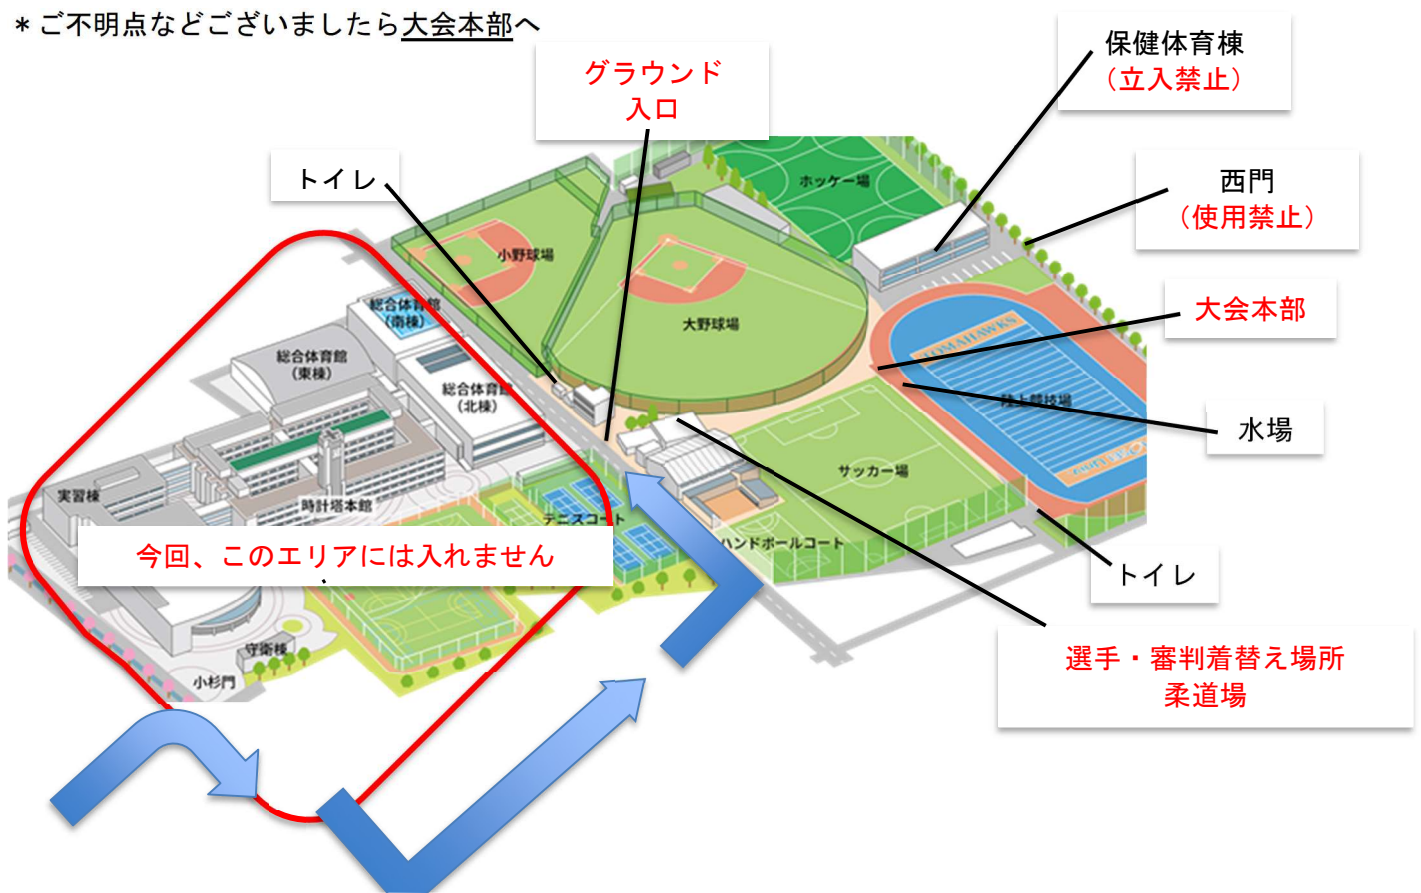 ＊ご不明点などございましたら大会本部へ
グラウンド
入口
保健体育棟
（立入禁止）
トイレ
西門
（使用禁止）
ホッケー場
小野球場
大野球場
大会本部
総合体育館
（南棟）
総合体育館
（東棟）
総合体育館
（北棟）
TOMAHAWKS
陸上競技場
水場
サッカー場
実習棟
時計塔本館
テニスコート
ハンドボールコート
今回、このエリアには入れません
トイレ
守衛棟
小杉門
選手・審判着替え場所
柔道場